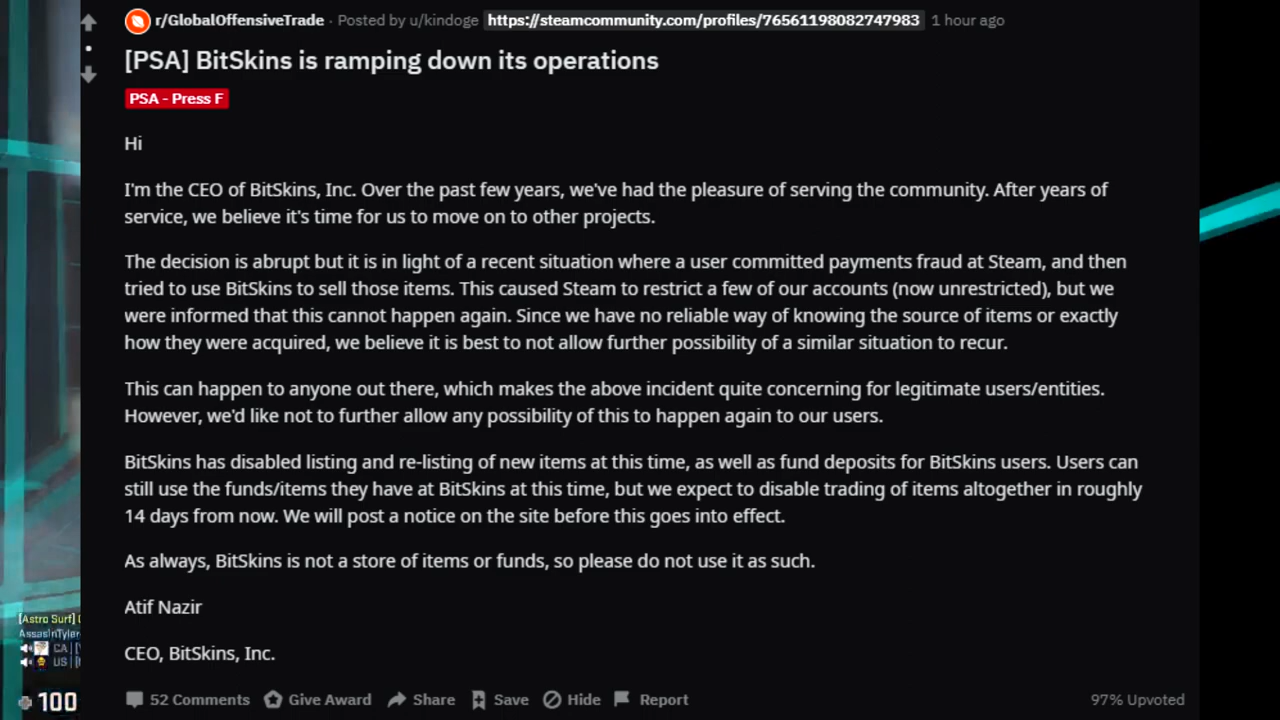 r/GlobalOffensiveTrade · Posted by u/kindoge https://steamcommunity.com/profiles/76561198082747983 1 hour ago
[PSA] BitSkins is ramping down its operations
PSA - Press F
Hi
I'm the CEO of BitSkins, Inc. Over the past few years, we've had the pleasure of serving the community. After years of
service, we believe it's time for us to move on to other projects.
The decision is abrupt but it is in light of a recent situation where a user committed payments fraud at Steam, and then
tried to use BitSkins to sell those items. This caused Steam to restrict a few of our accounts (now unrestricted), but we
were informed that this cannot happen again. Since we have no reliable way of knowing the source of items or exactly
how they were acquired, we believe it is best to not allow further possibility of a similar situation to recur.
This can happen to anyone out there, which makes the above incident quite concerning for legitimate users/entities.
However, we'd like not to further allow any possibility of this to happen again to our users.
BitSkins has disabled listing and re-listing of new items at this time, as well as fund deposits for BitSkins users. Users can
still use the funds/items they have at BitSkins at this time, but we expect to disable trading of items altogether in roughly
14 days from now. We will post a notice on the site before this goes into effect.
As always, BitSkins is not a store of items or funds, so please do not use it as such.
Atif Nazir
CEO, BitSkins, Inc.
52 Comments Give Award Share Save Hide Report 97% Upvoted
[Astro Surf]
AssasinTyler
CA |
US |
100